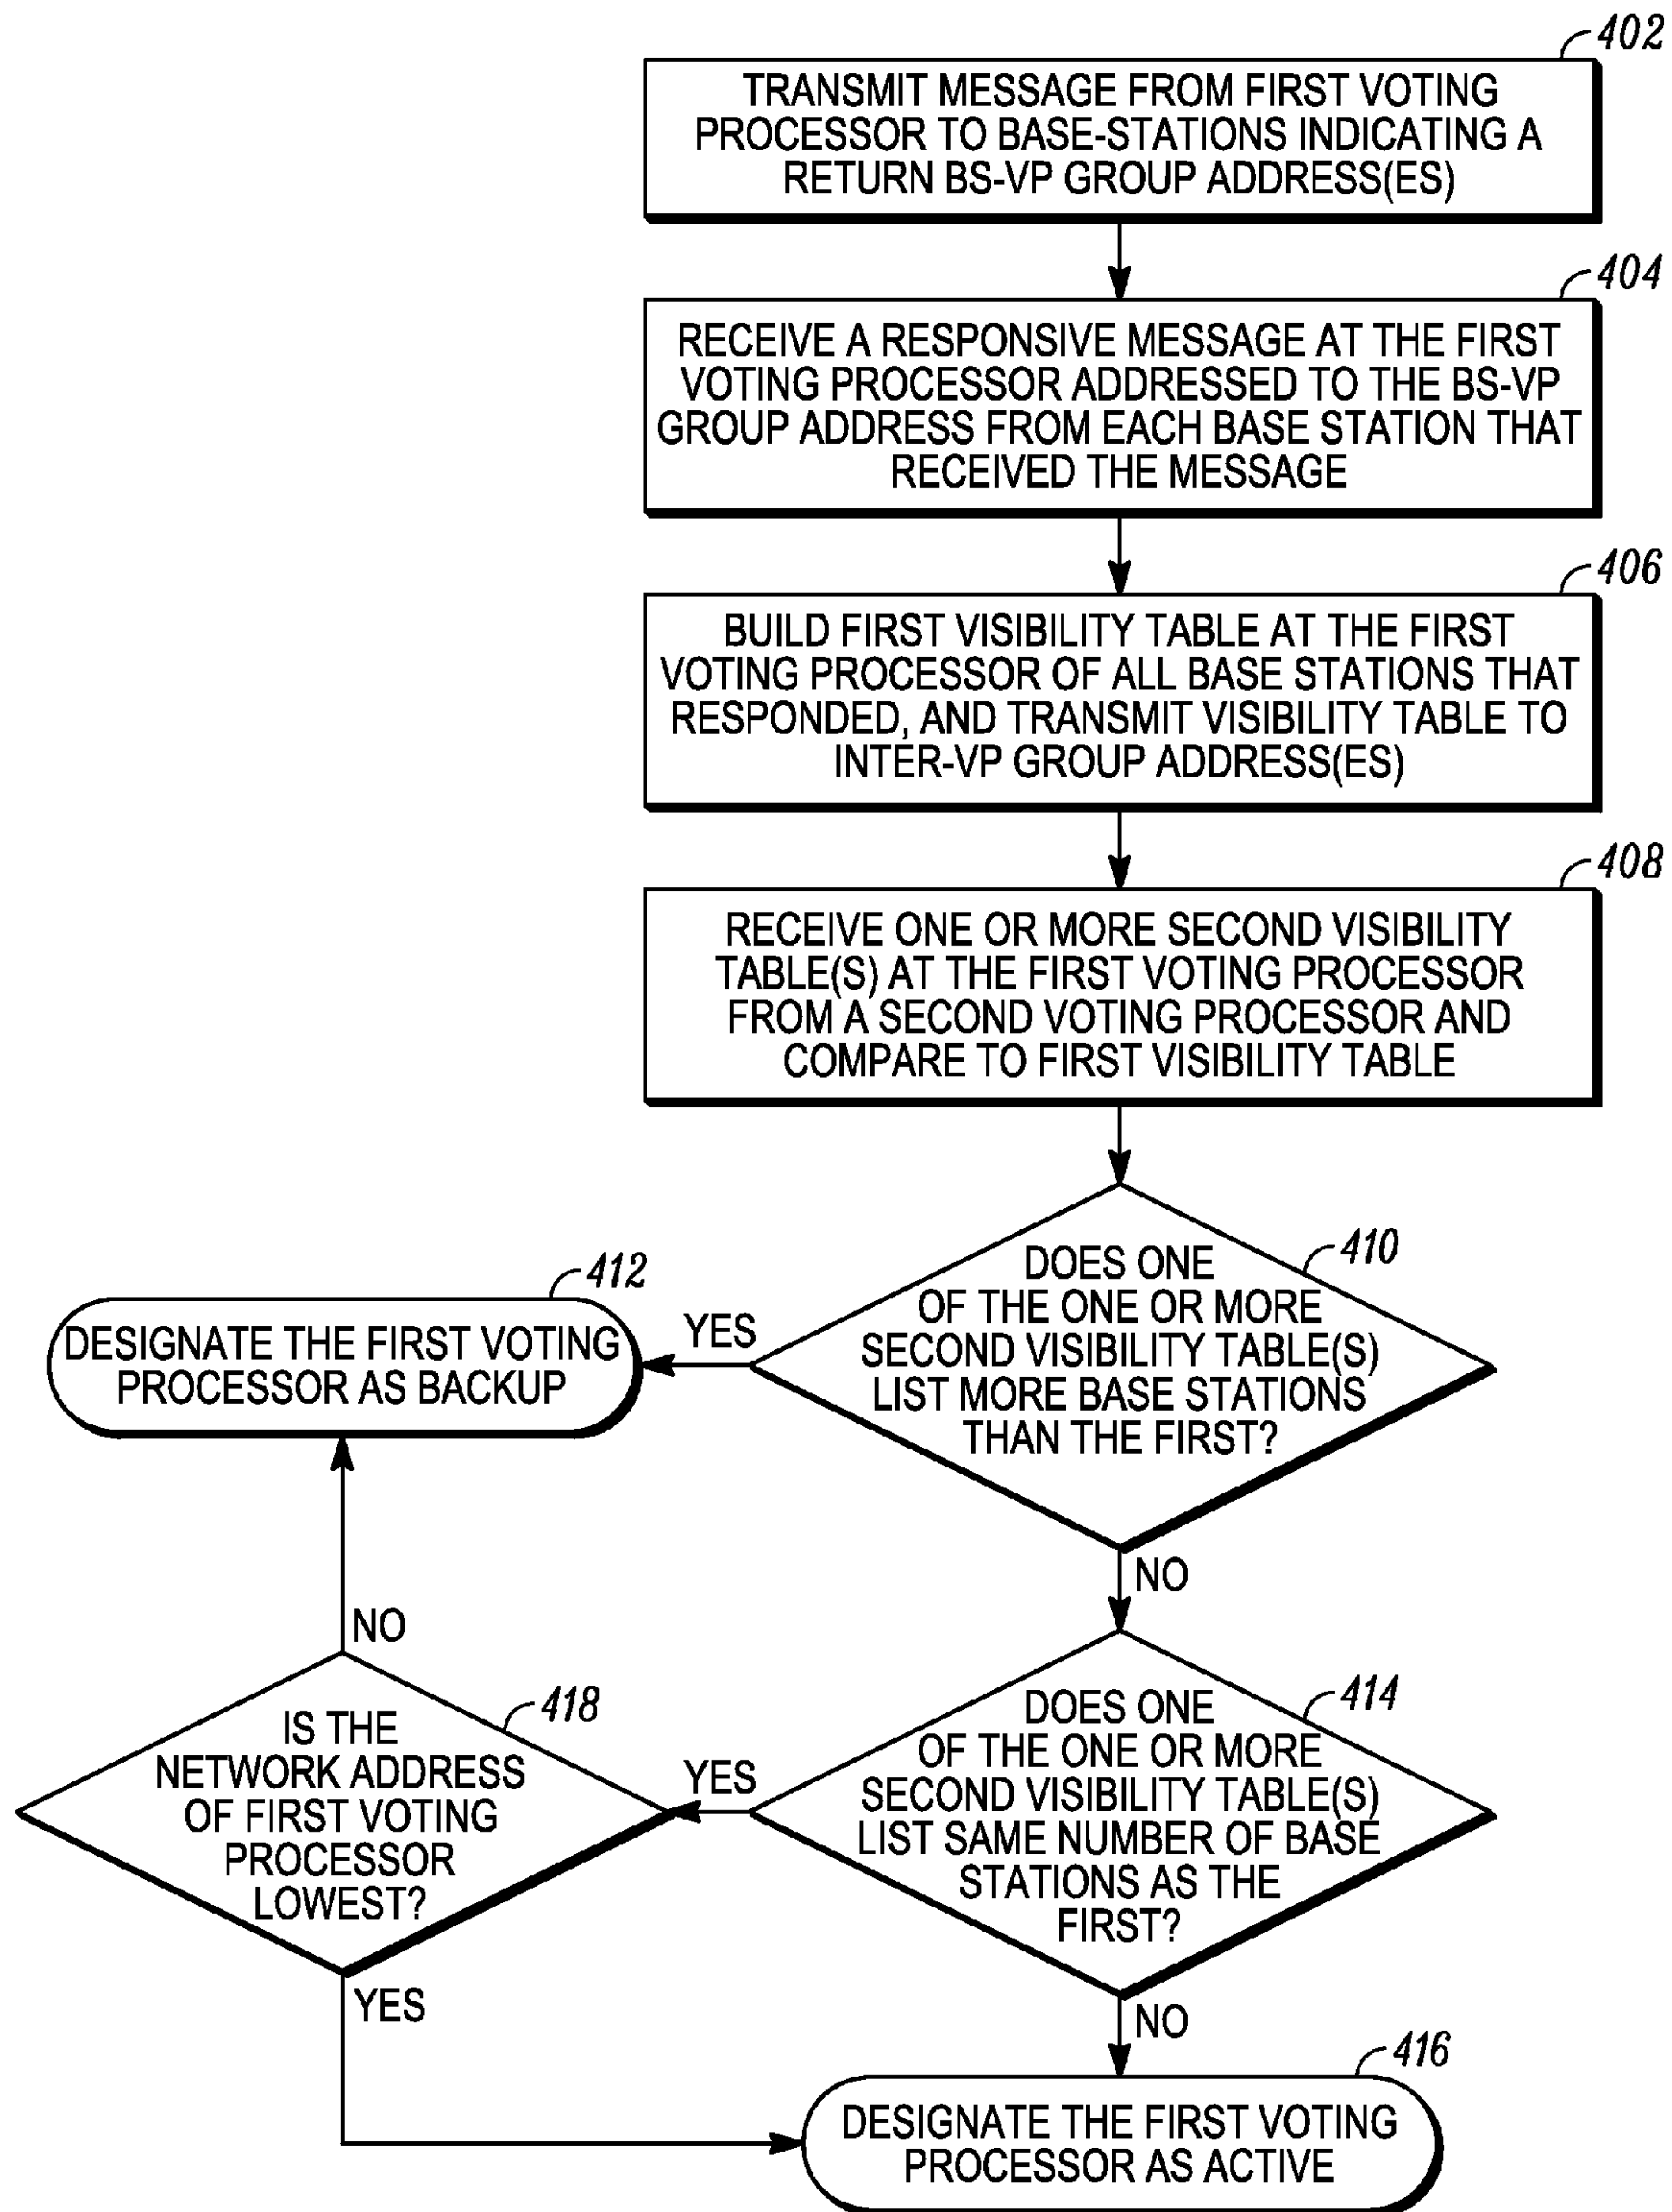 402
TRANSMIT MESSAGE FROM FIRST VOTING
PROCESSOR TO BASE-STATIONS INDICATING A
RETURN BS-VP GROUP ADDRESS(ES)
404
RECEIVE A RESPONSIVE MESSAGE AT THE FIRST
VOTING PROCESSOR ADDRESSED TO THE BS-VP
GROUP ADDRESS FROM EACH BASE STATION THAT
RECEIVED THE MESSAGE
406
BUILD FIRST VISIBILITY TABLE AT THE FIRST
VOTING PROCESSOR OF ALL BASE STATIONS THAT
RESPONDED, AND TRANSMIT VISIBILITY TABLE TO
INTER-VP GROUP ADDRESS(ES)
408
RECEIVE ONE OR MORE SECOND VISIBILITY
TABLE(S) AT THE FIRST VOTING PROCESSOR
FROM A SECOND VOTING PROCESSOR AND
COMPARE TO FIRST VISIBILITY TABLE
410
DOES ONE
OF THE ONE OR MORE
SECOND VISIBILITY TABLE(S)
LIST MORE BASE STATIONS
THAN THE FIRST?
YES
412
DESIGNATE THE FIRST VOTING
PROCESSOR AS BACKUP
NO
414
DOES ONE
OF THE ONE OR MORE
SECOND VISIBILITY TABLE(S)
LIST SAME NUMBER OF BASE
STATIONS AS THE
FIRST?
YES
418
IS THE
NETWORK ADDRESS
OF FIRST VOTING
PROCESSOR
LOWEST?
NO
YES
NO
416
DESIGNATE THE FIRST VOTING
PROCESSOR AS ACTIVE